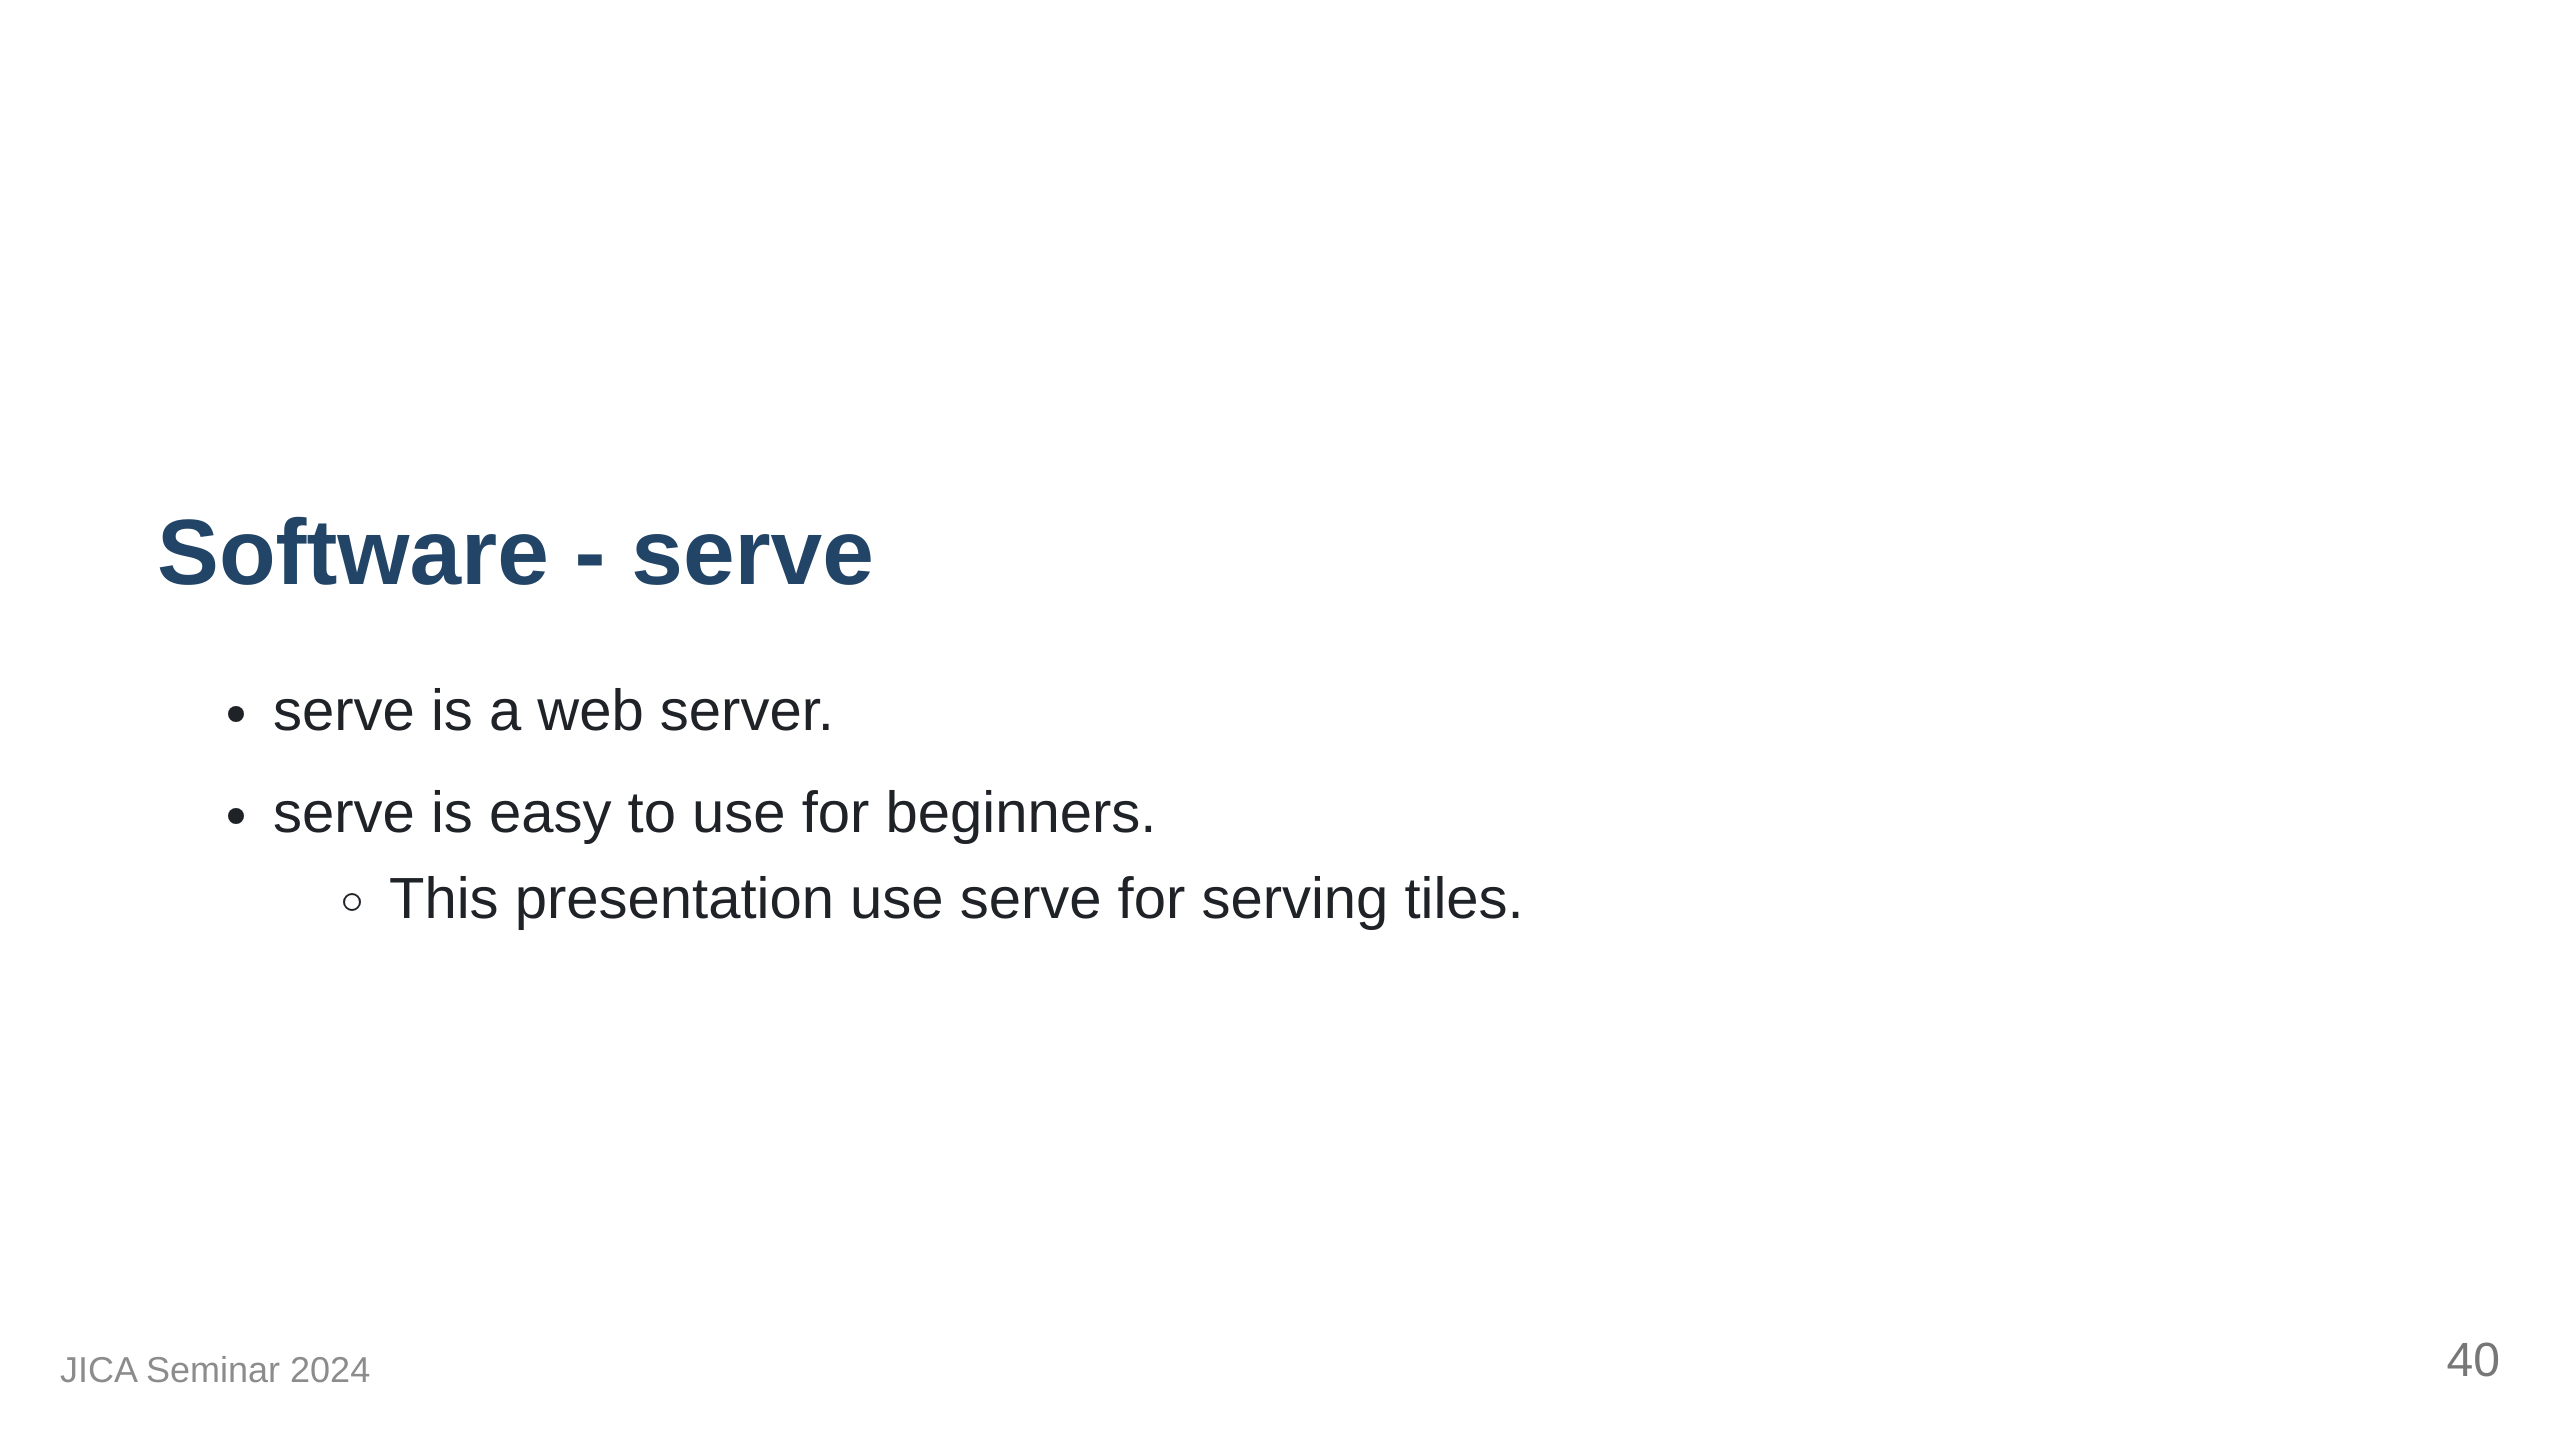 Software - serve
serve is a web server.
serve is easy to use for beginners.
This presentation use serve for serving tiles.
JICA Seminar 2024
40